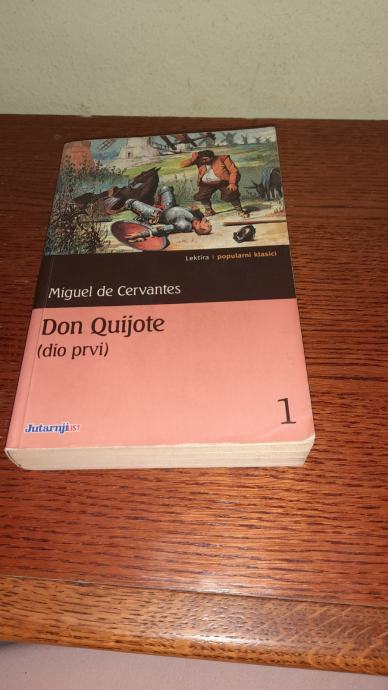 Lektira i popularni klasici
Miguel de Cervantes
Don Quijote
(dio prvi)
1
Jutarnji LIST